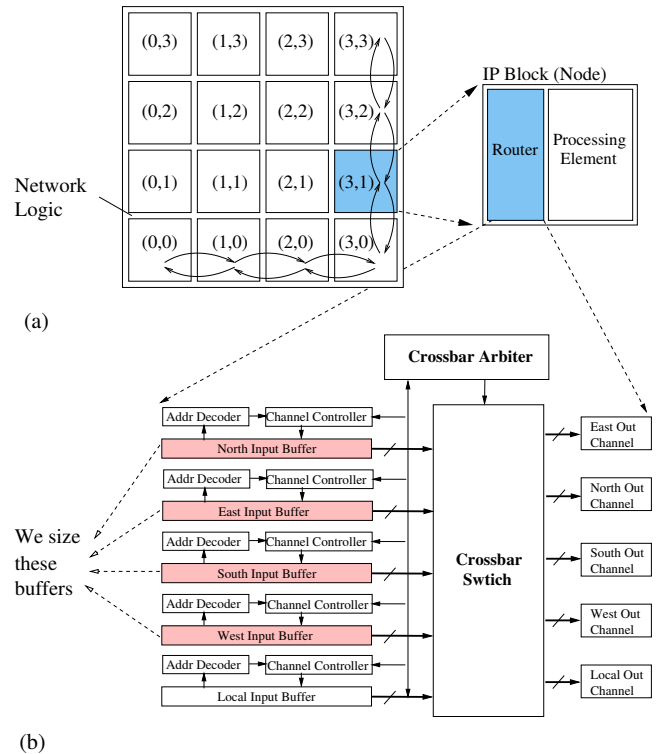 (0,3) (1,3) (2,3) (3,3)
IP Block (Node)
(0,2) (1,2) (2,2) (3,2)
Router
Processing
Element
(0,1) (1,1) (2,1) (3,1)
Network
Logic
(0,0) (1,0) (2,0) (3,0)
(a)
Crossbar Arbiter
Addr Decoder Channel Controller
North Input Buffer
East Out
Channel
Addr Decoder Channel Controller
East Input Buffer
North Out
Channel
We size
these
buffers
Addr Decoder Channel Controller
South Input Buffer
Crossbar
Swtich
South Out
Channel
Addr Decoder Channel Controller
West Input Buffer
West Out
Channel
Addr Decoder Channel Controller
Local Input Buffer
Local Out
Channel
(b)